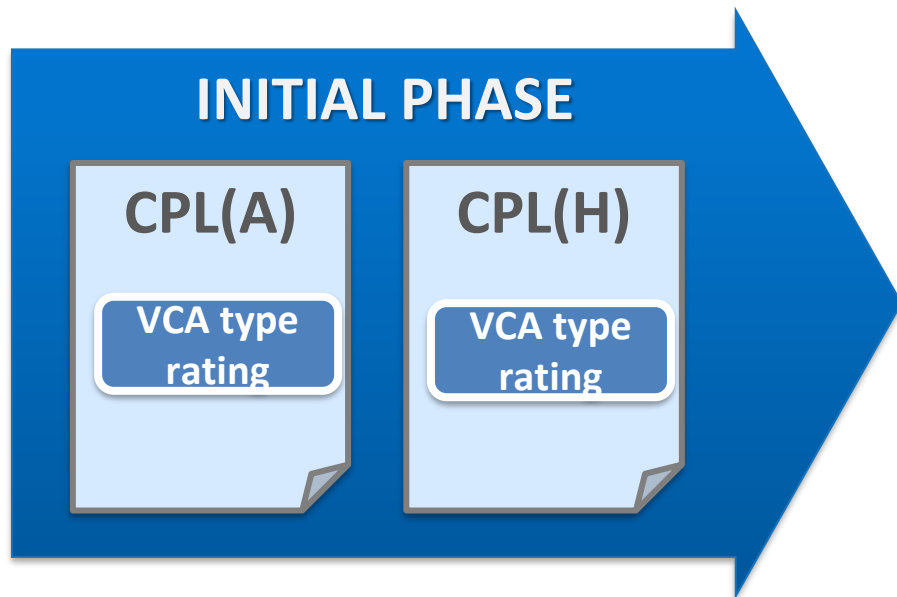 INITIAL PHASE
CPL(A)
VCA type
rating
CPL(H)
VCA type
rating